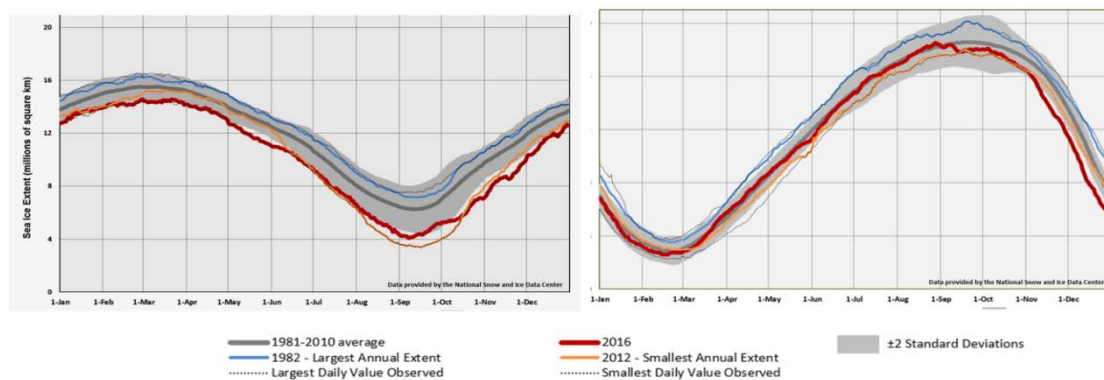 Sea Ice Extent (millions of square km)
20
16
12
8
4
0
1-Jan 1-Feb 1-Mar 1-Apr 1-May 1-Jun 1-Jul 1-Aug 1-Sep 1-Oct 1-Nov 1-Dec
Data provided by the National Snow and Ice Data Center
1-Jan 1-Feb 1-Mar 1-Apr 1-May 1-Jun 1-Jul 1-Aug 1-Sep 1-Oct 1-Nov 1-Dec
Data provided by the National Snow and Ice Data Center
1981-2010 average
1982 - Largest Annual Extent
Largest Daily Value Observed
2016
2012 - Smallest Annual Extent
Smallest Daily Value Observed
±2 Standard Deviations